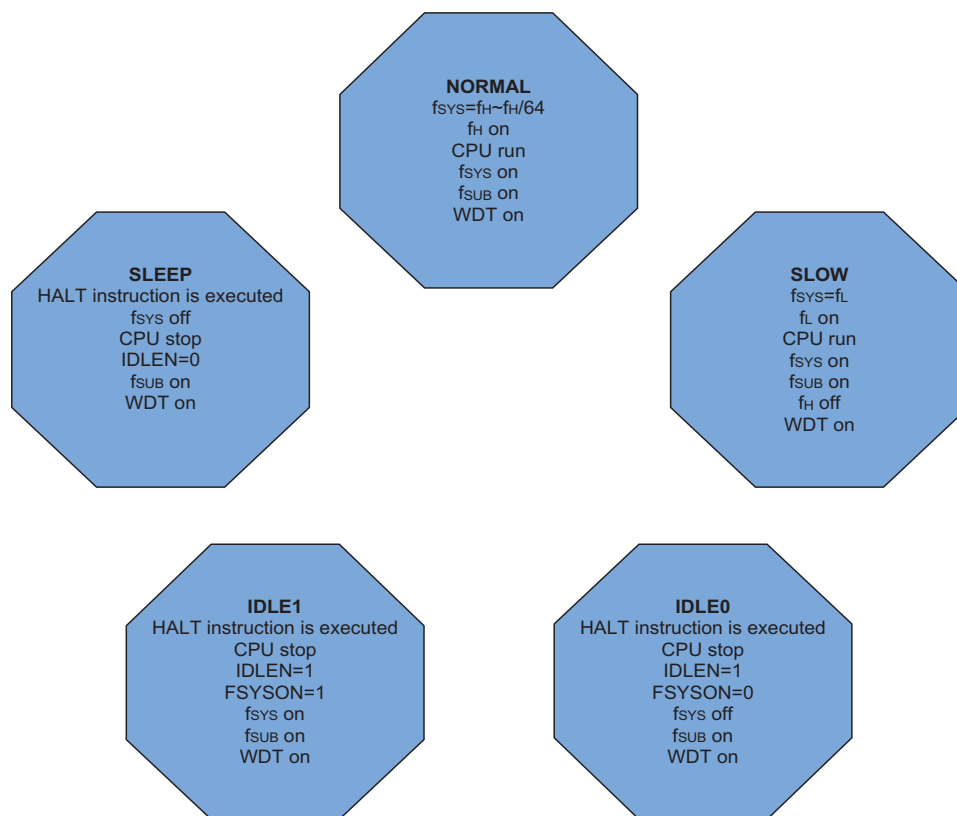 NORMAL
fSYS=fH~fH/64
fH on
CPU run
fSYS on
fSUB on
WDT on
SLEEP
HALT instruction is executed
fSYS off
CPU stop
IDLEN=0
fSUB on
WDT on
SLOW
fSYS=fL
fL on
CPU run
fSYS on
fSUB on
fH off
WDT on
IDLE1
HALT instruction is executed
CPU stop
IDLEN=1
FSYSON=1
fSYS on
fSUB on
WDT on
IDLE0
HALT instruction is executed
CPU stop
IDLEN=1
FSYSON=0
fSYS off
fSUB on
WDT on